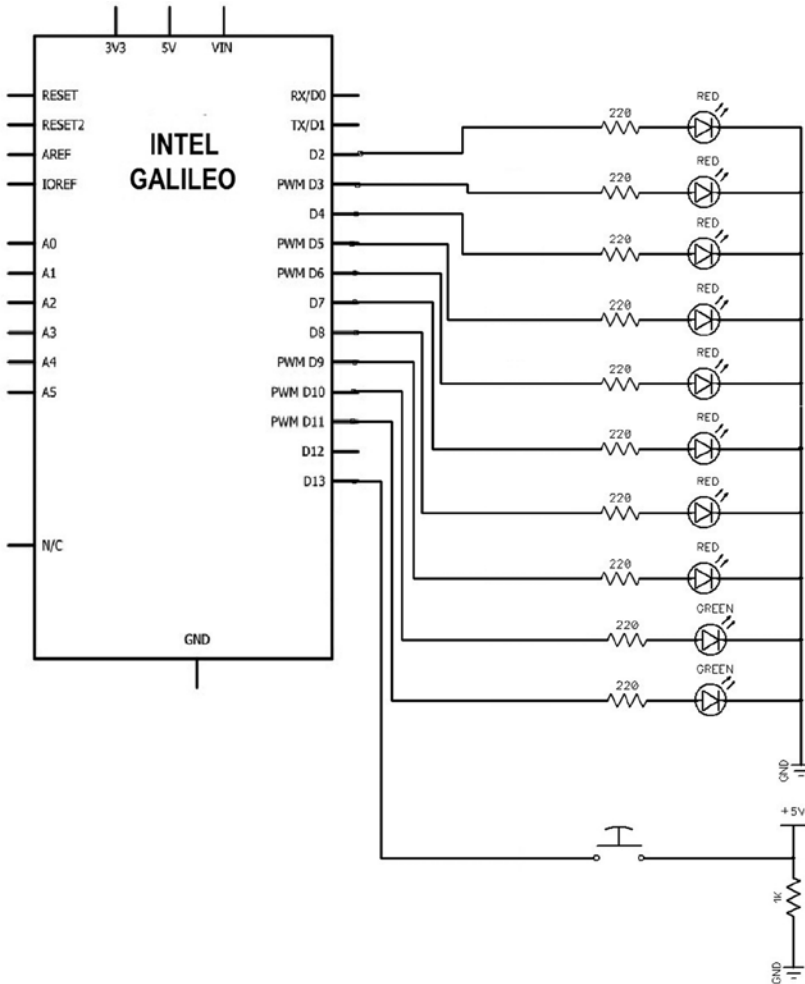 3V3 5V VIN
RESET
RESET2
AREF
IOREF
A0
A1
A2
A3
A4
A5
N/C
INTEL
GALILEO
RX/D0
TX/D1
D2
PWM D3
D4
PWM D5
PWM D6
D7
D8
PWM D9
PWM D10
PWM D11
D12
D13
GND
RED
220
RED
220
RED
220
RED
220
RED
220
RED
220
RED
220
RED
220
GREEN
220
GREEN
220
GND
+5V
1K
GND